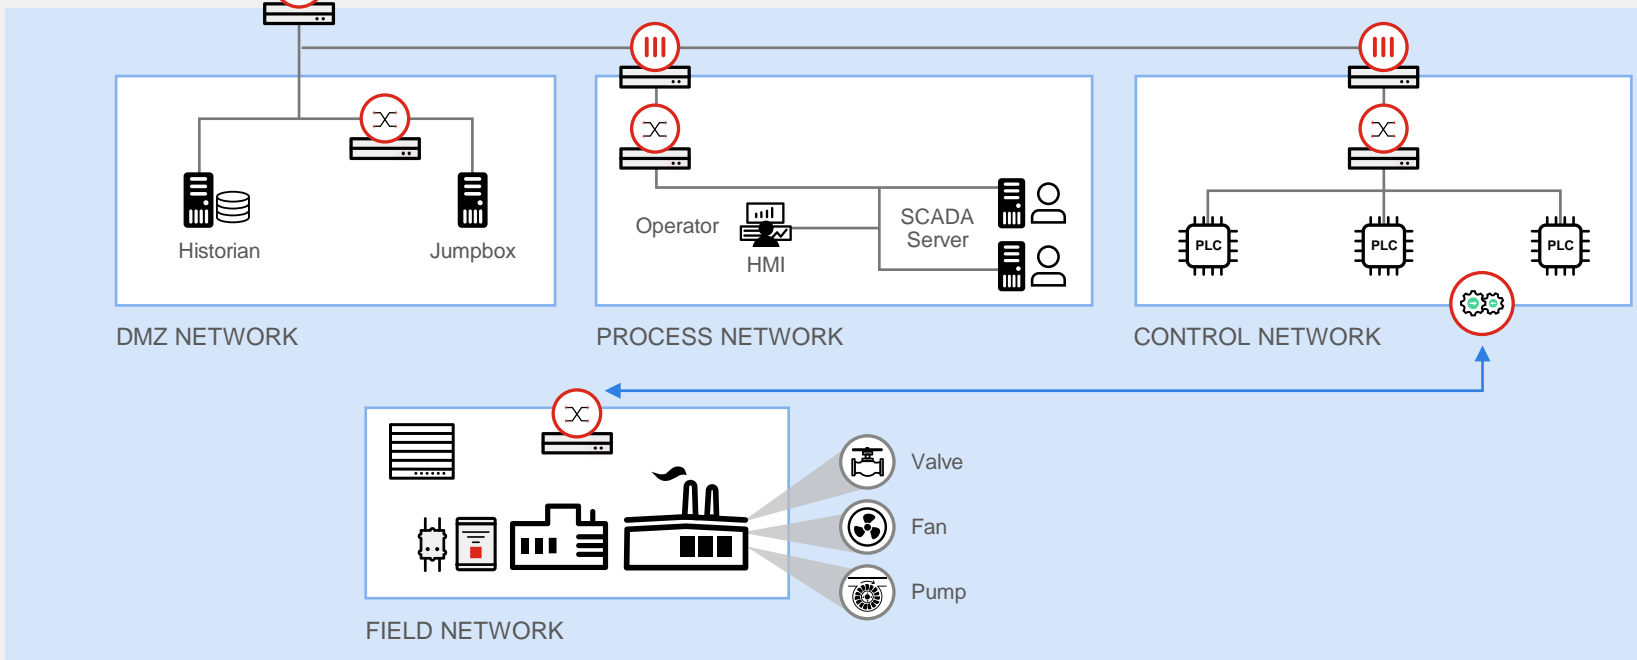 Historian
Jumpbox
DMZ NETWORK
Operator
HMI
SCADA
Server
PROCESS NETWORK
PLC
PLC
PLC
CONTROL NETWORK
Valve
Fan
Pump
FIELD NETWORK